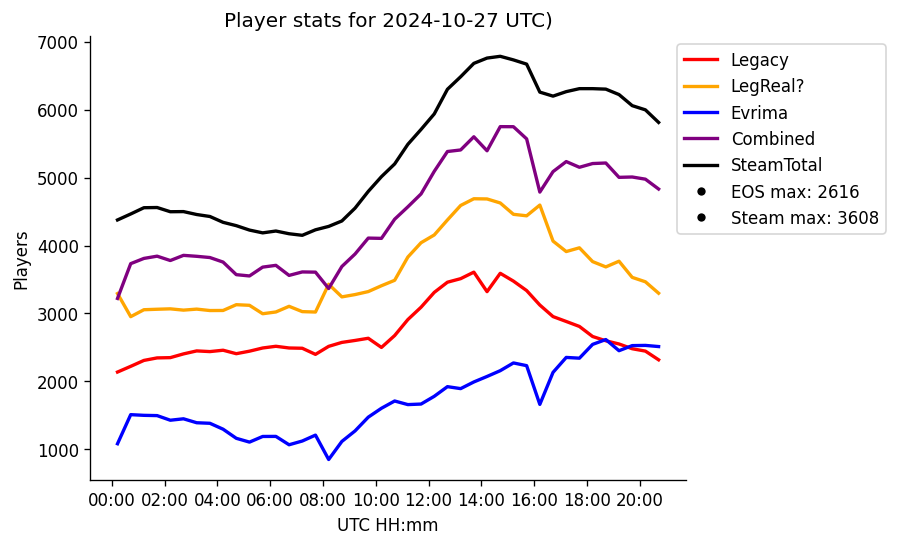 Player stats for 2024-10-27 UTC)
7000
6000
5000
4000
3000
2000
1000
Players
00:00 02:00 04:00 06:00 08:00 10:00 12:00 14:00 16:00 18:00 20:00
UTC HH:mm
Legacy
LegReal?
Evrima
Combined
SteamTotal
EOS max: 2616
Steam max: 3608